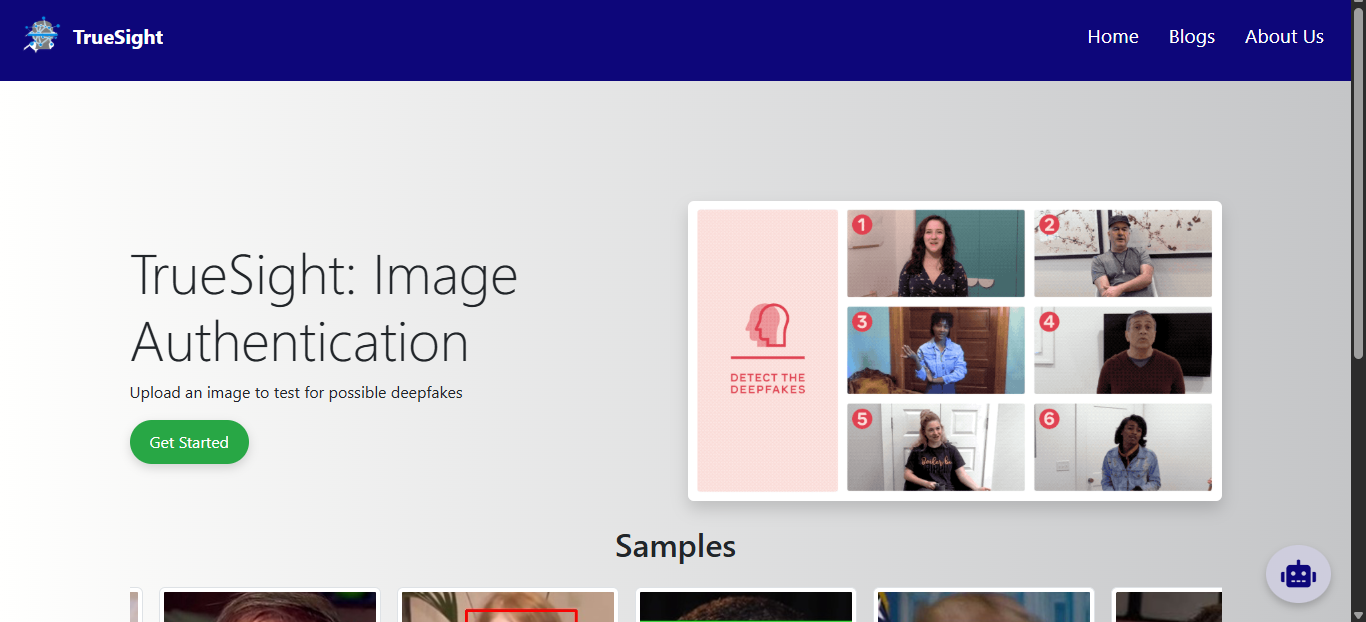 TrueSight
Home
Blogs
About Us
TrueSight: Image
Authentication
Upload an image to test for possible deepfakes
Get Started
DETECT THE
DEEPFAKES
1
2
3
4
5
6
Samples